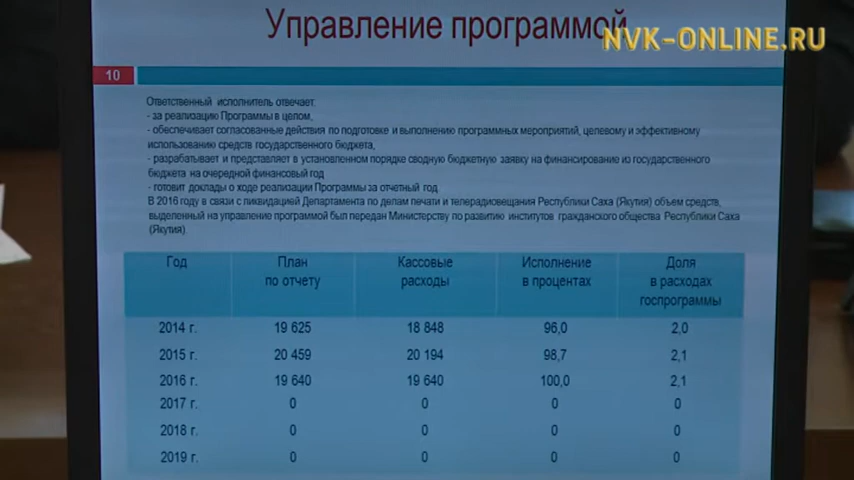 Управление программой
NVK-ONLINE.RU
10
Ответственный исполнитель отвечает:
- за реализацию Программы в целом,
- обеспечивает согласованные действия по подготовке и выполнению программных мероприятий, целевому и эффективному
использованию средств государственного бюджета,
- разрабатывает и представляет в установленном порядке сводную бюджетную заявку на финансирование из государственного
бюджета на очередной финансовый год
- готовит доклады о ходе реализации Программы за отчетный год.
В 2016 году в связи с ликвидацией Департамента по делам печати и телерадиовещания Республики Саха (Якутия) объем средств,
выделенный на управление программой был передан Министерству по развитию институтов гражданского общества Республики Саха
(Якутия).
Год План по отчету Кассовые расходы Исполнение в процентах Доля в расходах госпрограммы
2014 г. 19 625 18 848 96,0 2,0
2015 г. 20 459 20 194 98,7 2,1
2016 г. 19 640 19 640 100,0 2,1
2017 г. 0 0 0 0
2018 г. 0 0 0 0
2019 г. 0 0 0 0